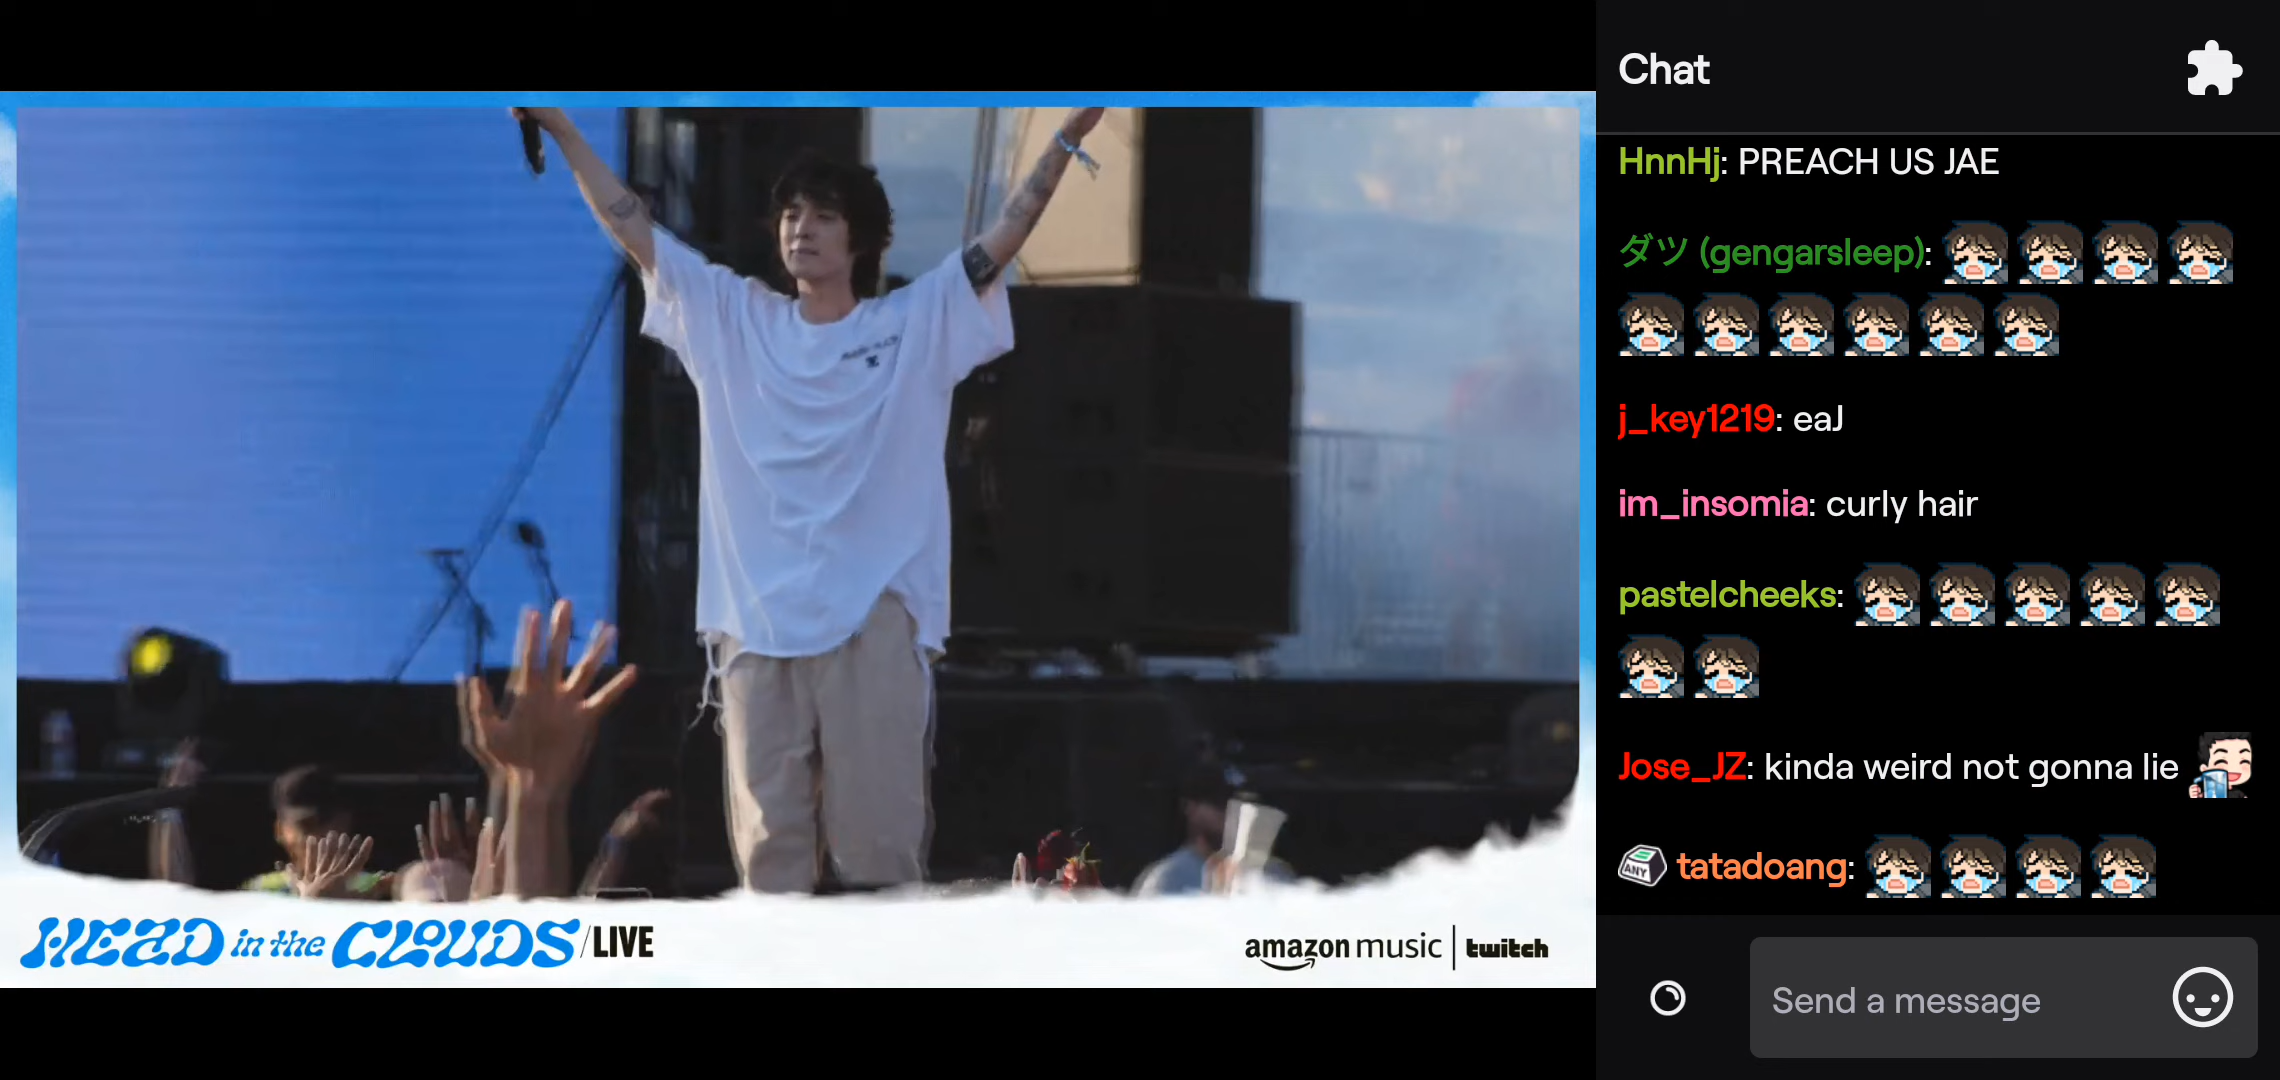 HEAD in the CLOUDS/LIVE
amazon music | twitch
Chat
HnnHj: PREACH US JAE
ダツ (gengarsleep):
j_key1219: eaJ
im_insomia: curly hair
pastelcheeks:
Jose_JZ: kinda weird not gonna lie
ANY tatadoang:
Send a message